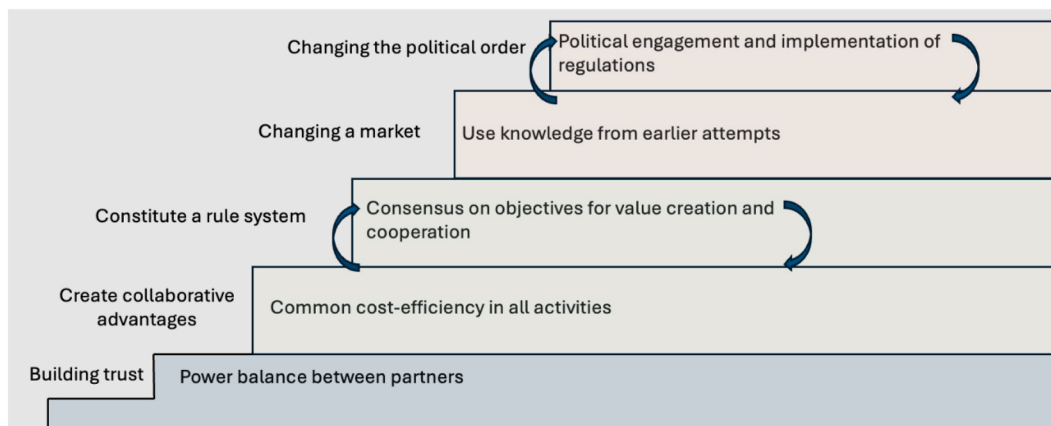 Changing the political order
Political engagement and implementation of
regulations
Changing a market
Use knowledge from earlier attempts
Constitute a rule system
Consensus on objectives for value creation and
cooperation
Create collaborative
advantages
Common cost-efficiency in all activities
Building trust
Power balance between partners